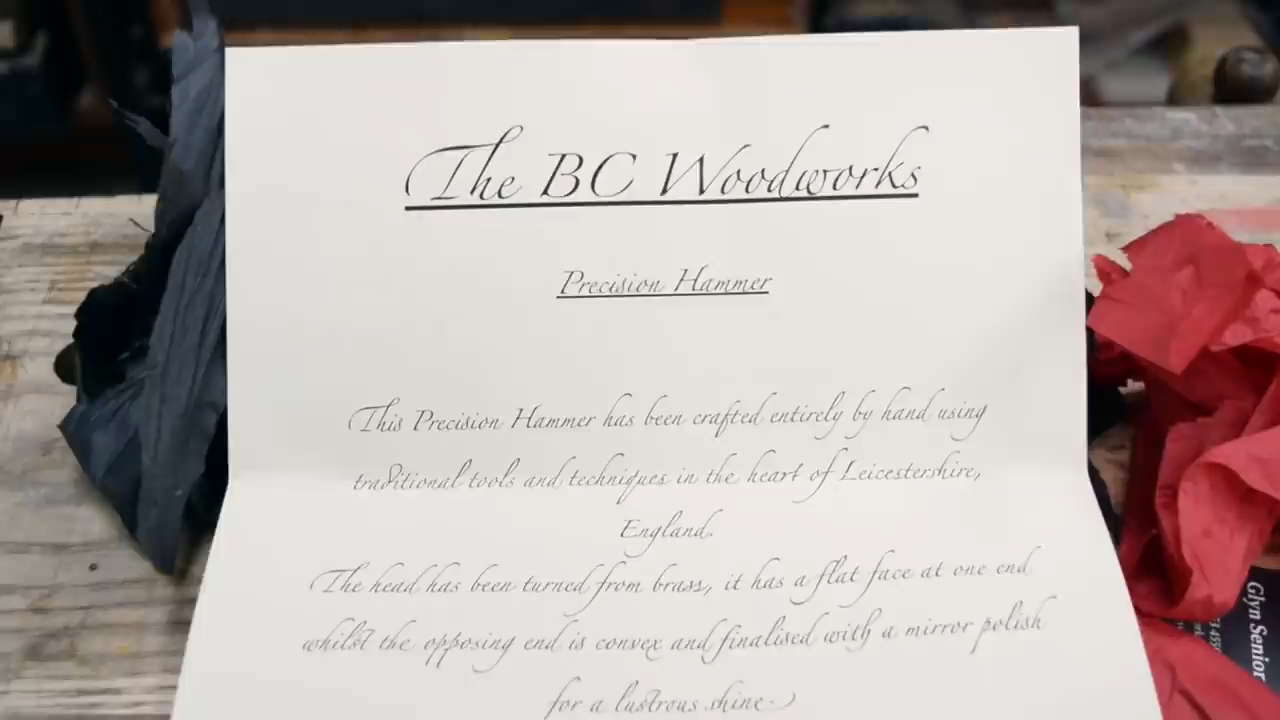 The BC Woodworks
Precision Hammer
This Precision Hammer has been crafted entirely by hand using
traditional tools and techniques in the heart of Leicestershire,
England.
The head has been turned from brass, it has a flat face at one end
whilst the opposing end is convex and finalised with a mirror polish
for a lustrous shine.
Glyn Senior